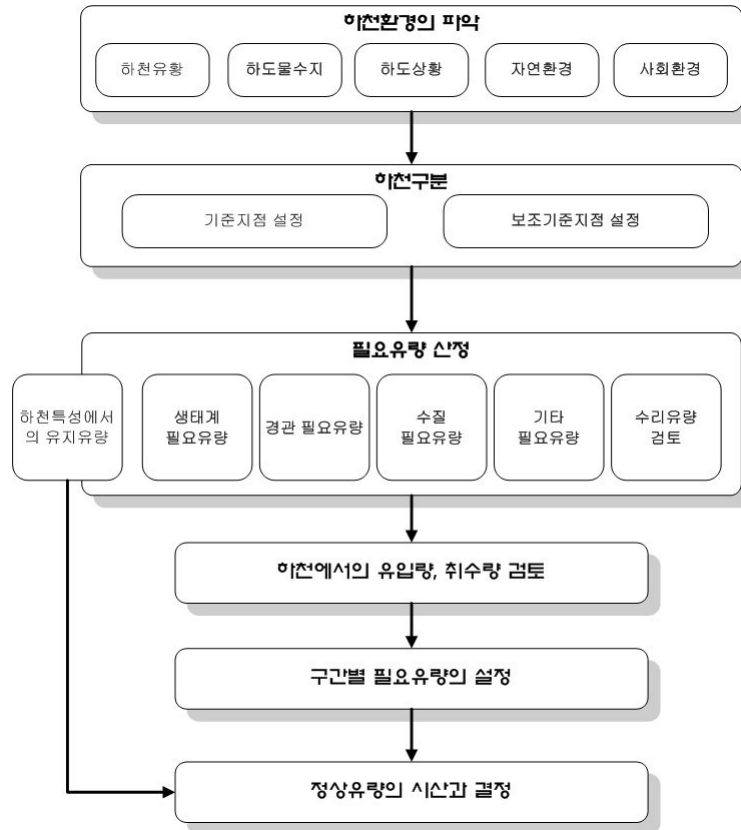 하천환경의 파악
하천유황
하도물수지
하도상황
자연환경
사회환경
하천구분
기준지점 설정
보조기준지점 설정
필요유량 산정
하천특성에서
의 유지유량
생태계
필요유량
경관 필요유량
수질
필요유량
기타
필요유량
수리유량
검토
하천에서의 유입량, 취수량 검토
구간별 필요유량의 설정
정상유량의 시산과 결정